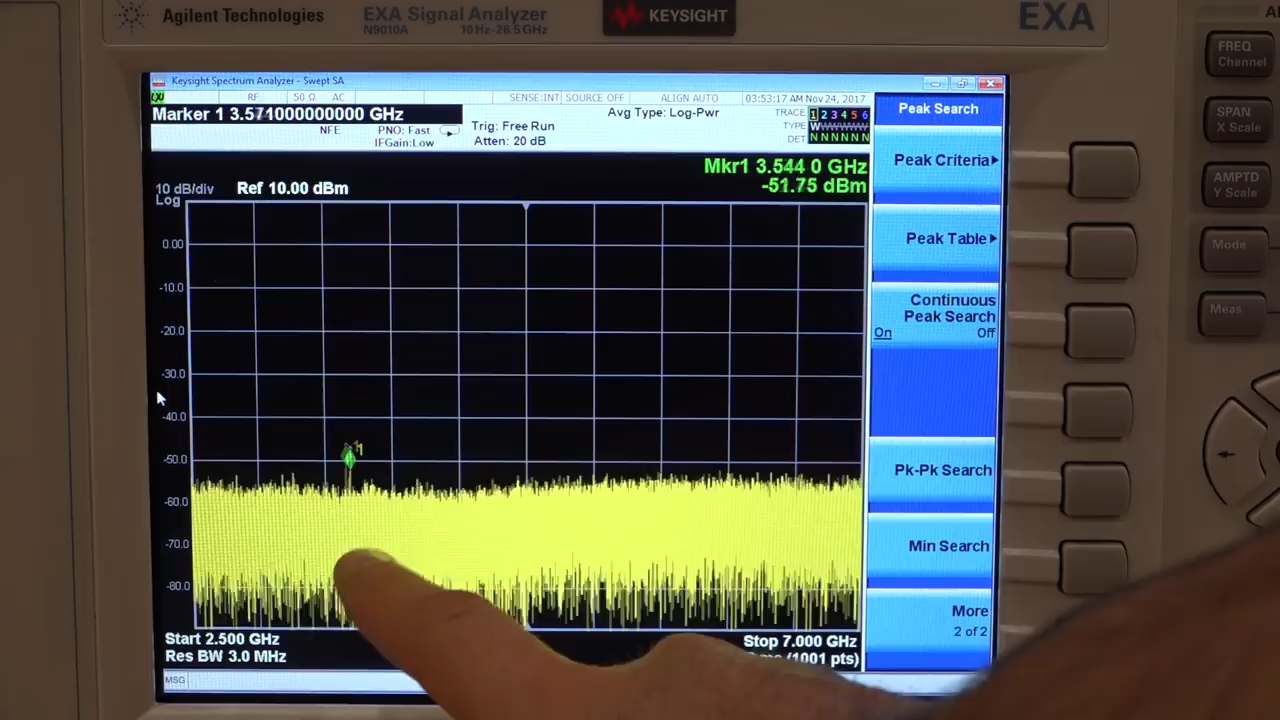 Agilent Technologies
EXA Signal Analyzer
N9010A 10Hz-26.5GHz
KEYSIGHT
EXA
FREQ
Channel
SPAN
X Scale
AMPTD
Y Scale
Mode
Meas
Keysight Spectrum Analyzer - Swept SA
LXI
RF 50 Ω AC
SENSE:INT SOURCE OFF ALIGN AUTO 03:53:17 AM Nov 24, 2017
Marker 1 3.571000000000 GHz
NFE
PNO: Fast
IFGain:Low
Trig: Free Run
Atten: 20 dB
Avg Type: Log-Pwr
TRACE 1 2 3 4 5 6
TYPE
DET N N N N N N
Mkr1 3.544 0 GHz
-51.75 dBm
10 dB/div
Log
Ref 10.00 dBm
0.00
-10.0
-20.0
-30.0
-40.0
-50.0
-60.0
-70.0
-80.0
1
Start 2.500 GHz
Res BW 3.0 MHz
Stop 7.000 GHz
(1001 pts)
MSG
Peak Search
Peak Criteria
Peak Table
Continuous
Peak Search
On Off
Pk-Pk Search
Min Search
More
2 of 2